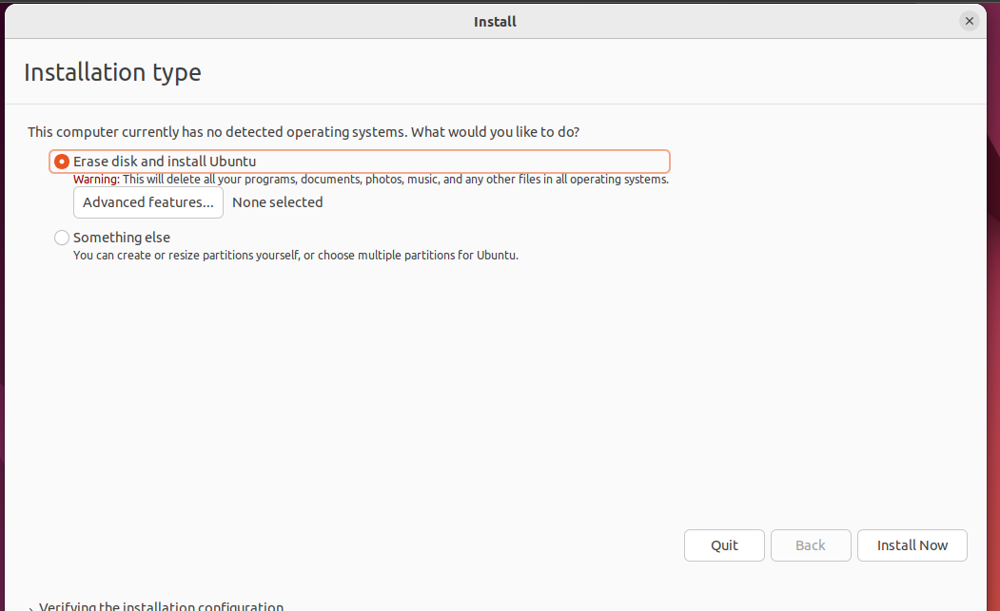 Install
Installation type
This computer currently has no detected operating systems. What would you like to do?
Erase disk and install Ubuntu
Warning: This will delete all your programs, documents, photos, music, and any other files in all operating systems.
Advanced features... None selected
Something else
You can create or resize partitions yourself, or choose multiple partitions for Ubuntu.
Quit Back Install Now
Verifying the installation configuration